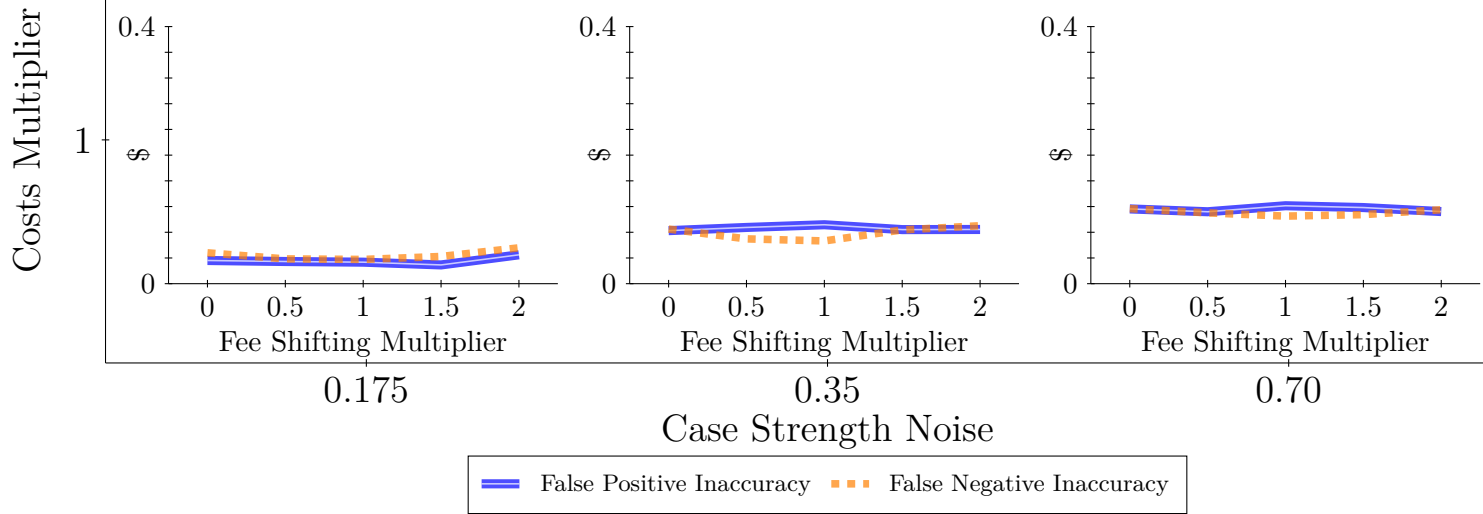 Costs Multiplier
1
0.4
$
0
0 0.5 1 1.5 2
Fee Shifting Multiplier
0.4
$
0
0 0.5 1 1.5 2
Fee Shifting Multiplier
0.4
$
0
0 0.5 1 1.5 2
Fee Shifting Multiplier
0.175 0.35 0.70
Case Strength Noise
False Positive Inaccuracy False Negative Inaccuracy